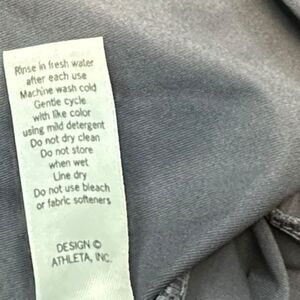 Rinse in fresh water
after each use
Machine wash cold
Gentle cycle
with like color
using mild detergent
Do not dry clean
Do not store
when wet
Line dry
Do not use bleach
or fabric softeners
DESIGN ©
ATHLETA, INC.